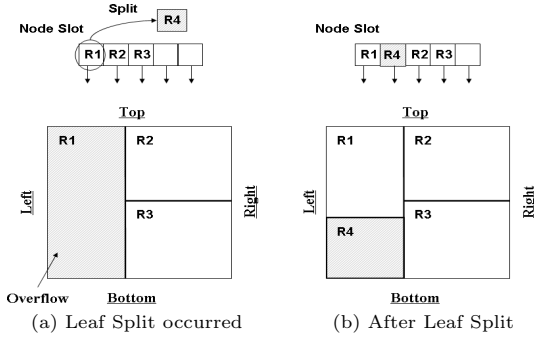 Split
R4
Node Slot
R1 R2 R3
Top
R1
R2
Left
Right
R3
Overflow
Bottom
(a) Leaf Split occurred
Node Slot
R1 R4 R2 R3
Top
R1
R2
Left
Right
R4
R3
Bottom
(b) After Leaf Split